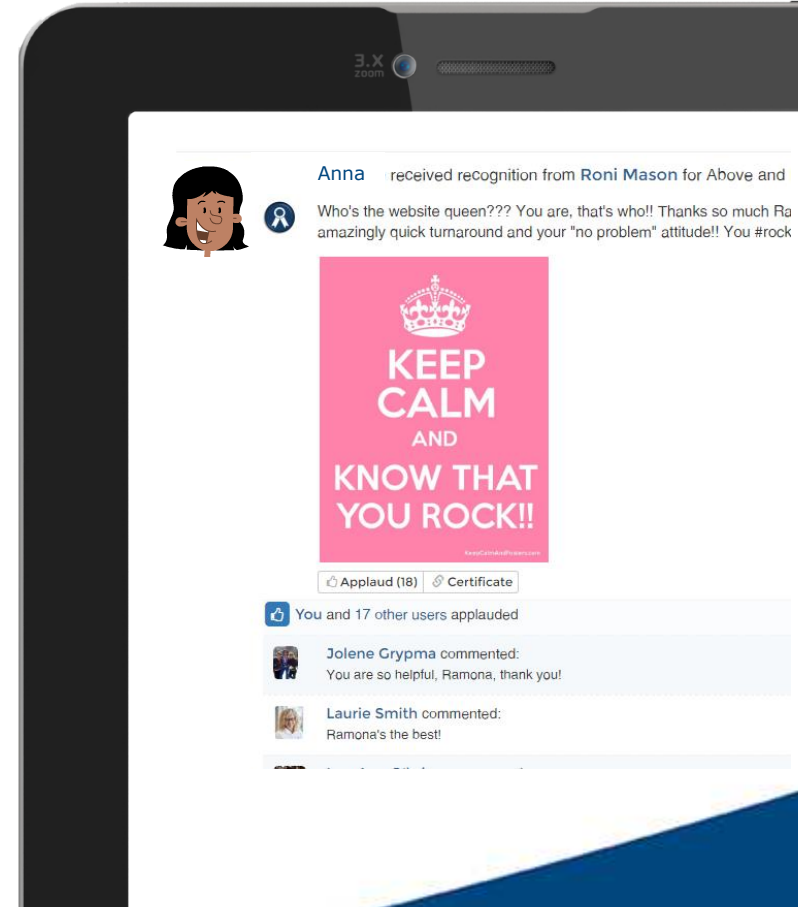 3.X
zoom
Anna received recognition from Roni Mason for Above and
Who's the website queen??? You are, that's who!! Thanks so much Ra
amazingly quick turnaround and your "no problem" attitude!! You #rock
KEEP
CALM
AND
KNOW THAT
YOU ROCK!!
KeepCalmAndPosters.com
Applaud (18)
Certificate
You and 17 other users applauded
Jolene Grypma commented:
You are so helpful, Ramona, thank you!
Laurie Smith commented:
Ramona's the best!